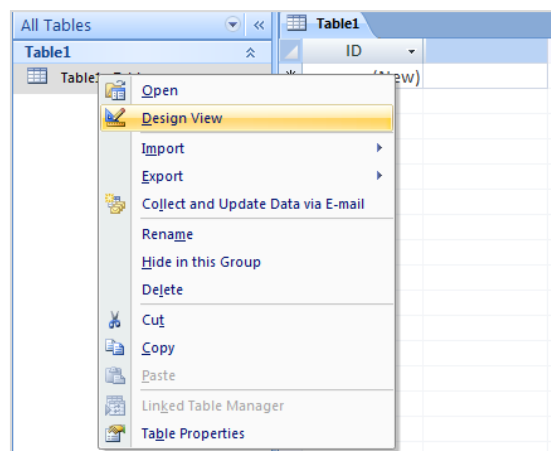 All Tables
Table1
Table1
ID
Table1
(New)
Open
Design View
Import
Export
Collect and Update Data via E-mail
Rename
Hide in this Group
Delete
Cut
Copy
Paste
Linked Table Manager
Table Properties